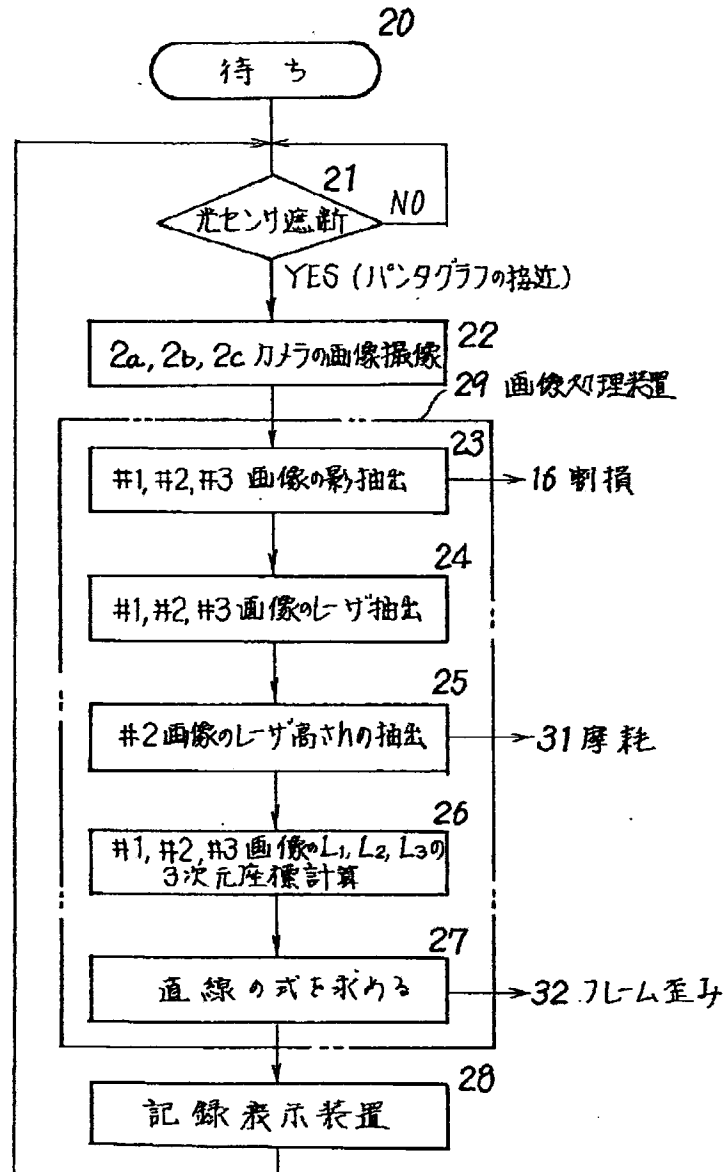 20
待ち
21
光センサ遮断
NO
YES (パンタグラフの接近)
22
2a, 2b, 2c カメラの画像撮像
29 画像処理装置
23
#1, #2, #3 画像の影抽出
16 割損
24
#1, #2, #3 画像のレーザ抽出
25
#2 画像のレーザ高さhの抽出
31 摩耗
26
#1, #2, #3 画像のL1, L2, L3の
3次元座標計算
27
直線の式を求める
32 フレーム歪み
28
記録表示装置